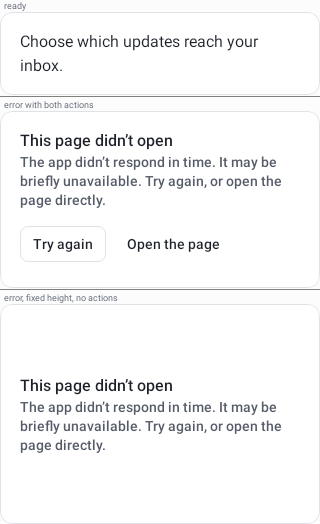 ready
Choose which updates reach your
inbox.
error with both actions
This page didn’t open
The app didn’t respond in time. It may be
briefly unavailable. Try again, or open the
page directly.
Try again
Open the page
error, fixed height, no actions
This page didn’t open
The app didn’t respond in time. It may be
briefly unavailable. Try again, or open the
page directly.